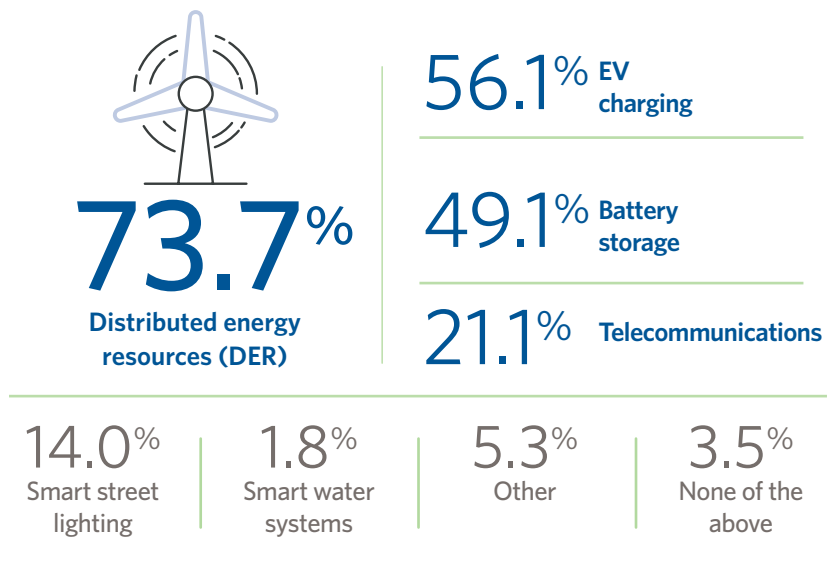 73.7%
Distributed energy
resources (DER)
56.1% EV
charging
49.1% Battery
storage
21.1% Telecommunications
14.0%
Smart street
lighting
1.8%
Smart water
systems
5.3%
Other
3.5%
None of the
above